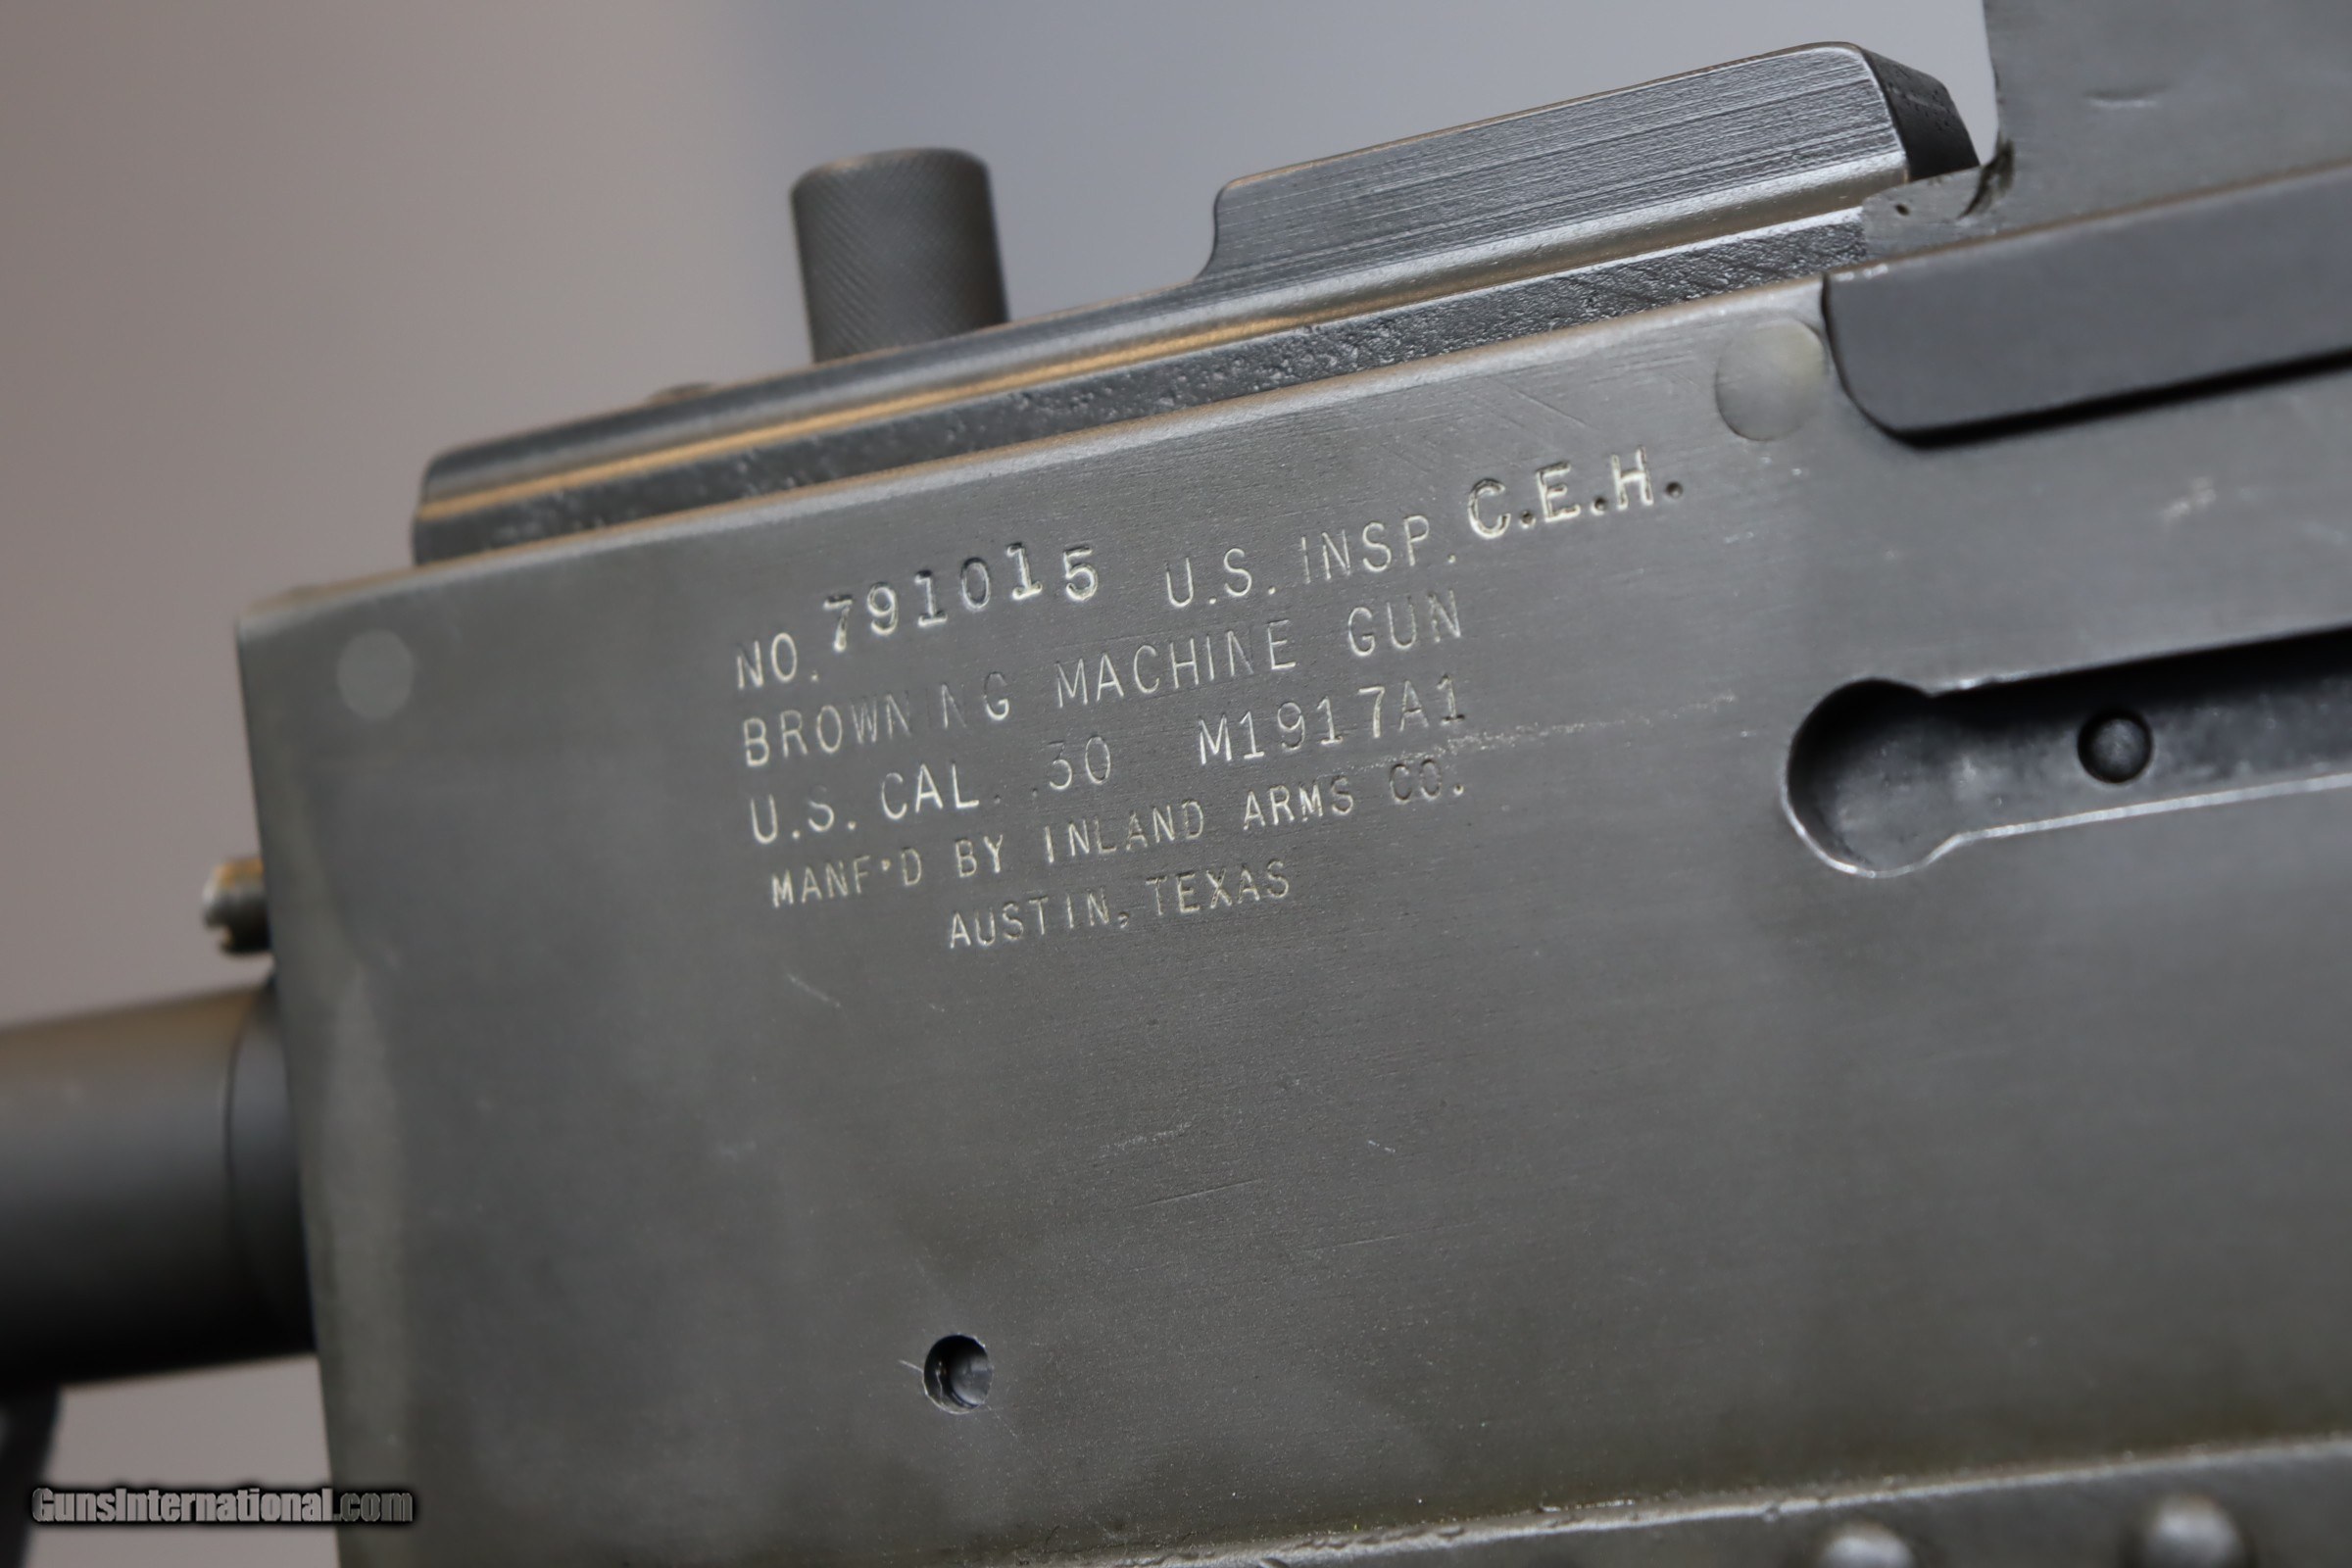 NO. 791015 U.S. INSP. C.E.H.
BROWNING MACHINE GUN
U.S. CAL. .30 M1917A1
MANF'D BY INLAND ARMS CO.
AUSTIN, TEXAS
GunsInternational.com